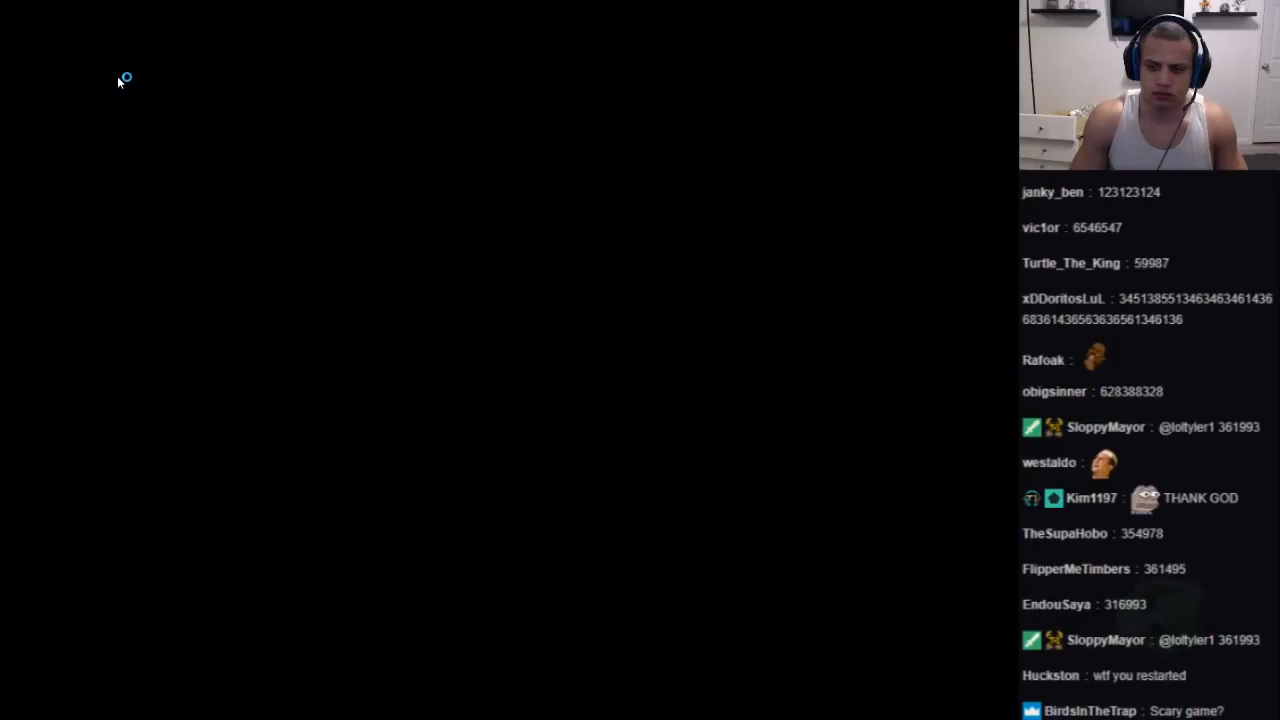 janky_ben : 123123124
vic1or : 6546547
Turtle_The_King : 59987
xDDoritosLuL : 3451385513463463461436
68361436563636561346136
Rafoak :
obigsinner : 628388328
SloppyMayor : @loltyler1 361993
westaldo :
Kim1197 : THANK GOD
TheSupaHobo : 354978
FlipperMeTimbers : 361495
EndouSaya : 316993
SloppyMayor : @loltyler1 361993
Huckston : wtf you restarted
BirdsInTheTrap : Scary game?